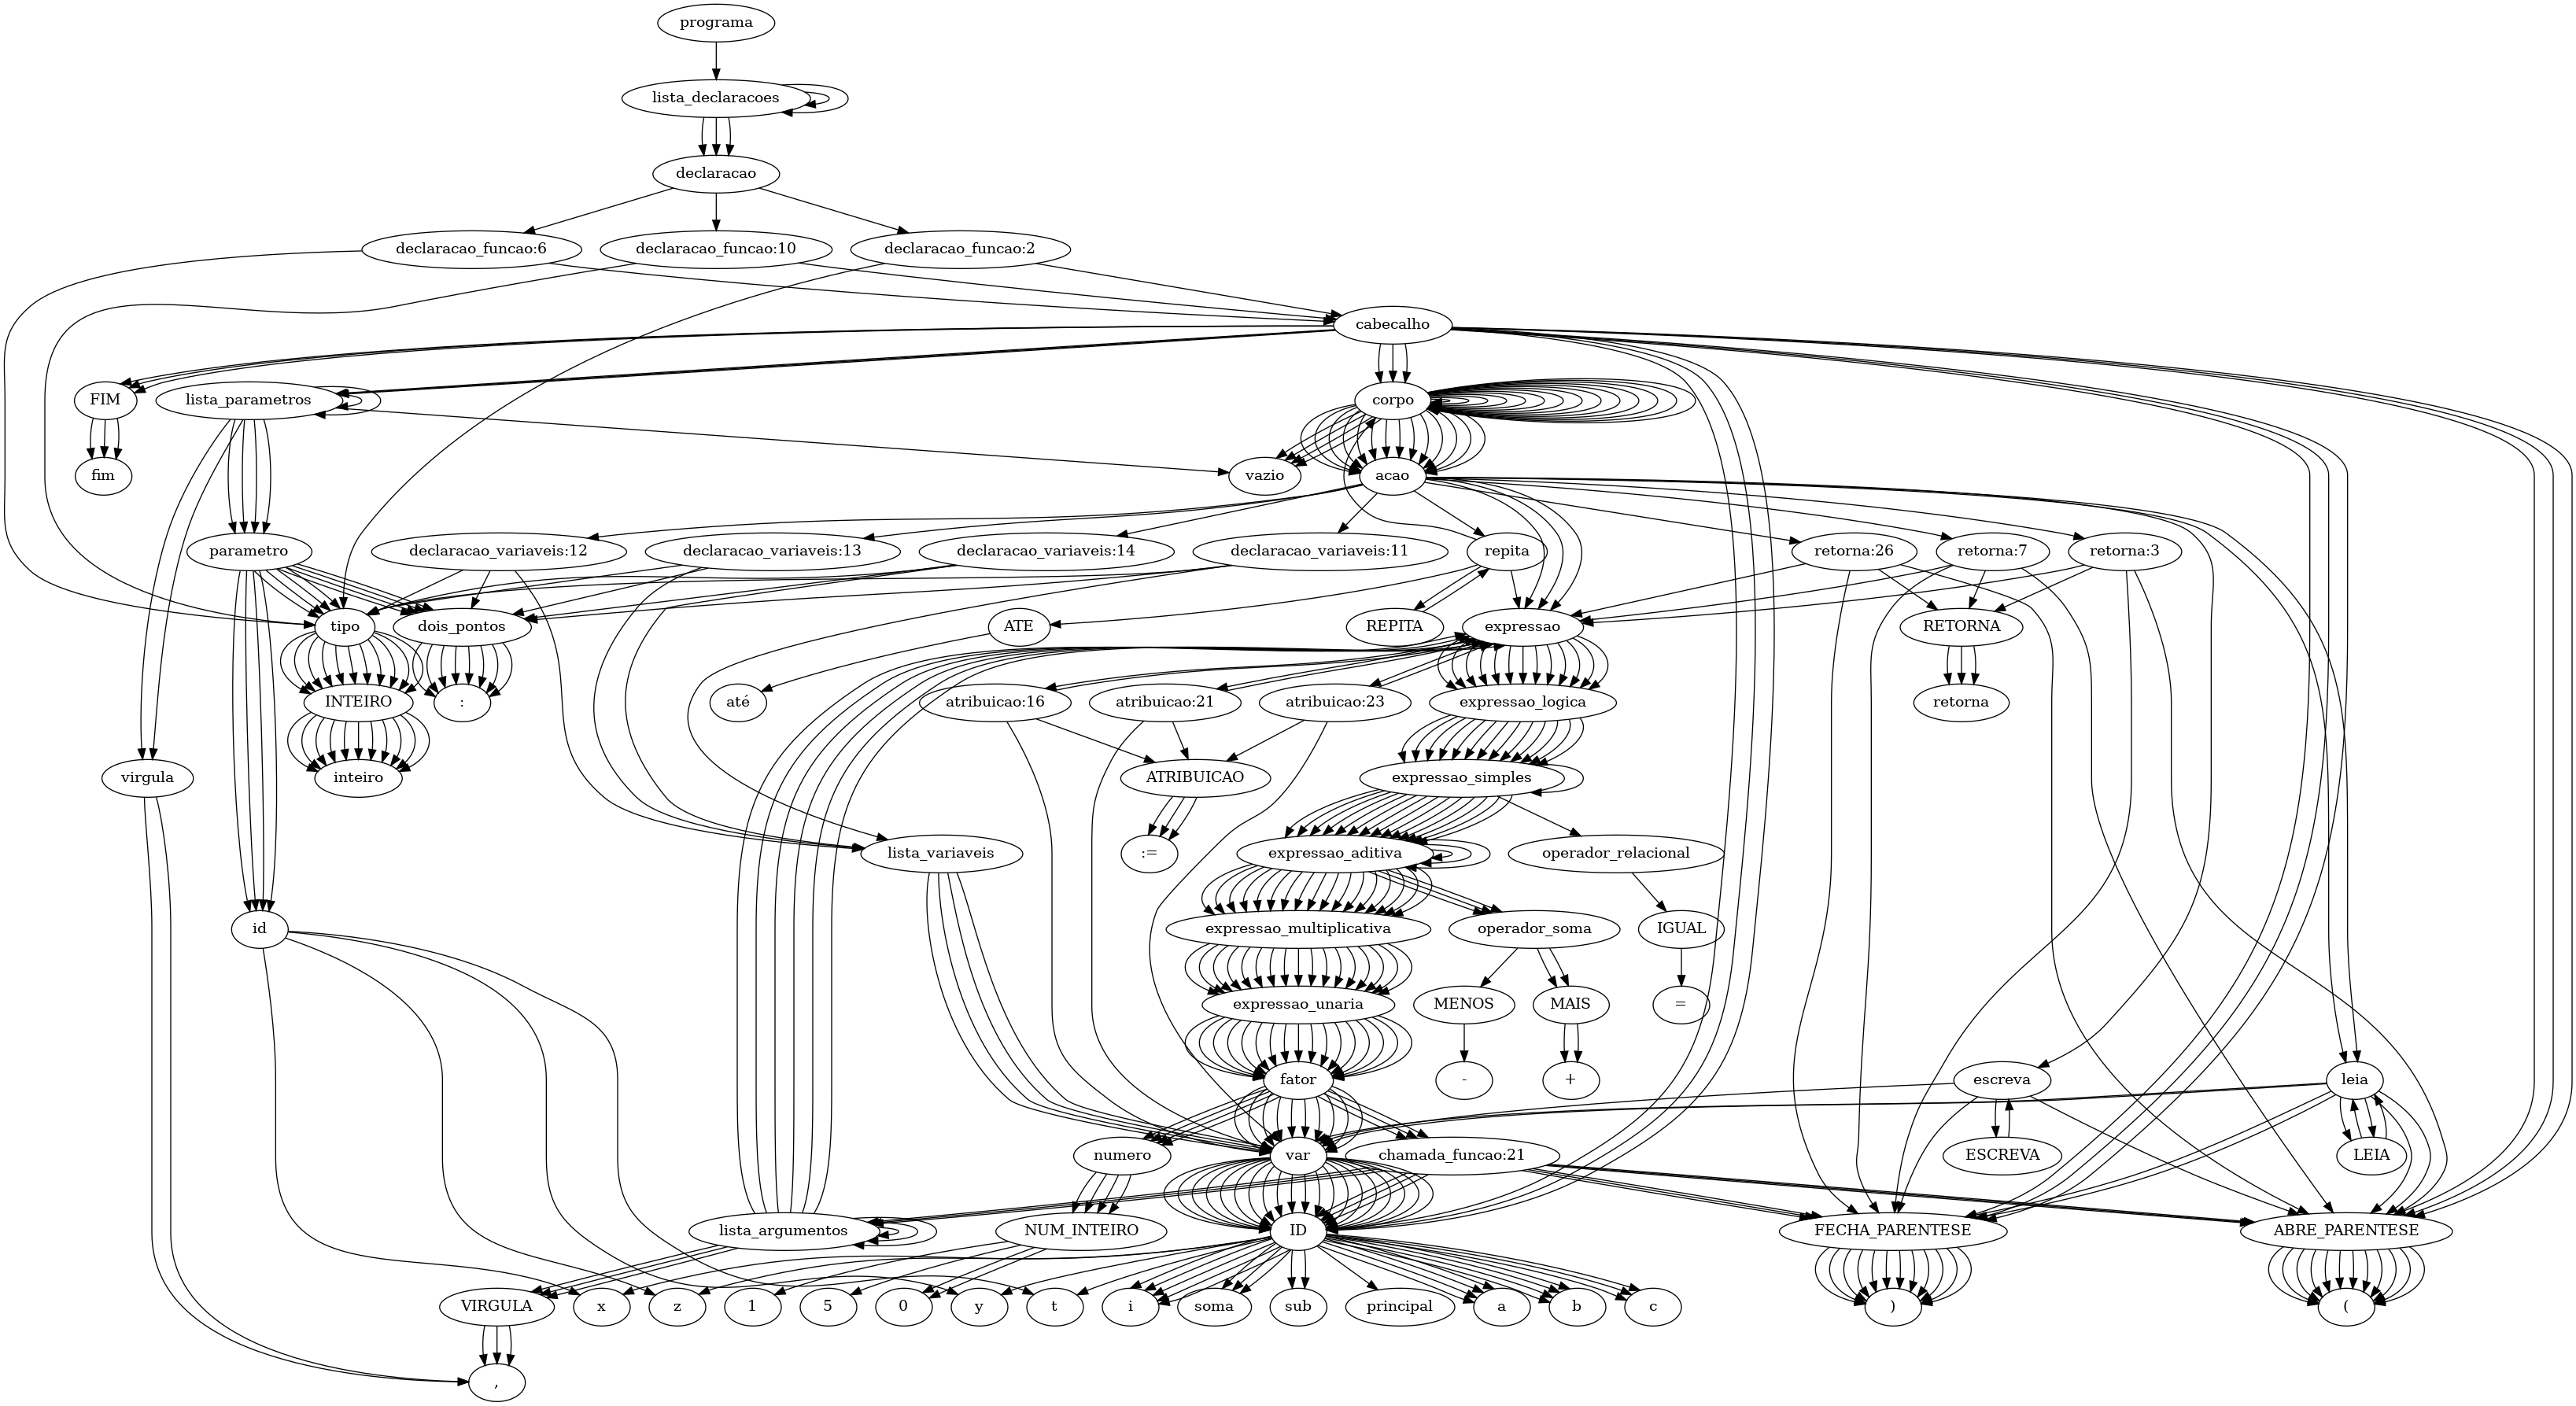 programa
lista_declaracoes
declaracao
declaracao_funcao:6
declaracao_funcao:10
declaracao_funcao:2
cabecalho
FIM
lista_parametros
corpo
fim
vazio
acao
parametro
declaracao_variaveis:12
declaracao_variaveis:13
declaracao_variaveis:14
declaracao_variaveis:11
repita
retorna:26
retorna:7
retorna:3
tipo
dois_pontos
ATE
REPITA
expressao
RETORNA
INTEIRO
:
até
atribuicao:16
atribuicao:21
atribuicao:23
expressao_logica
retorna
virgula
inteiro
ATRIBUICAO
expressao_simples
lista_variaveis
:=
expressao_aditiva
operador_relacional
id
expressao_multiplicativa
operador_soma
IGUAL
expressao_unaria
MENOS
MAIS
=
fator
-
+
escreva
leia
numero
var
chamada_funcao:21
ESCREVA
LEIA
lista_argumentos
NUM_INTEIRO
ID
FECHA_PARENTESE
ABRE_PARENTESE
VIRGULA
x
z
1
5
0
y
t
i
soma
sub
principal
a
b
c
)
(
,